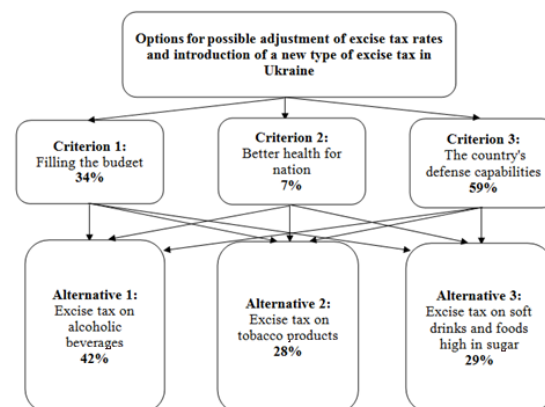 Options for possible adjustment of excise tax rates
and introduction of a new type of excise tax in
Ukraine
Criterion 1:
Filling the budget
34%
Criterion 2:
Better health for
nation
7%
Criterion 3:
The country's
defense capabilities
59%
Alternative 1:
Excise tax on
alcoholic
beverages
42%
Alternative 2:
Excise tax on
tobacco products
28%
Alternative 3:
Excise tax on soft
drinks and foods
high in sugar
29%